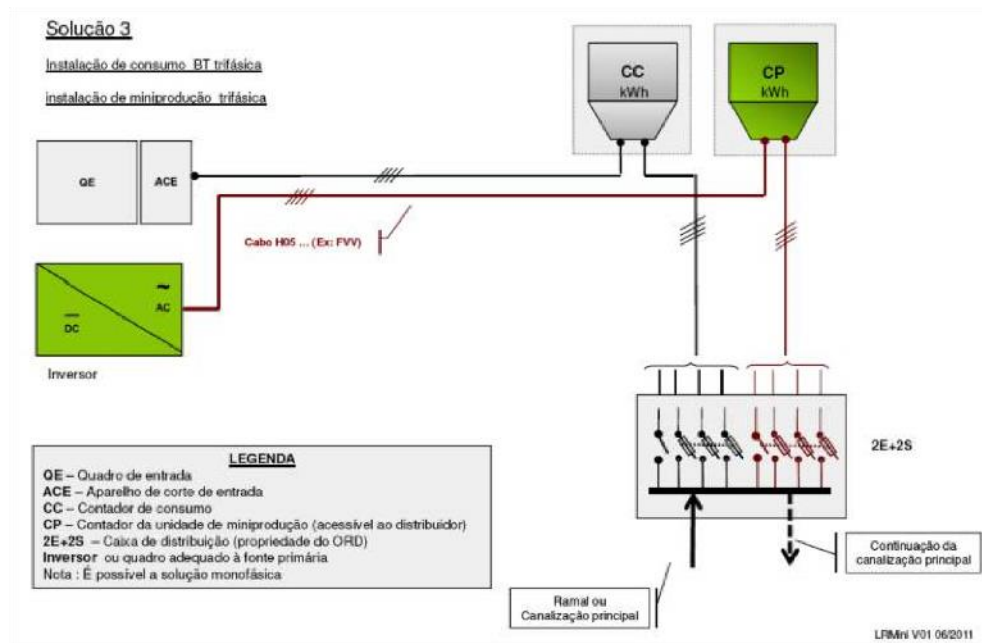 Solução 3
Instalação de consumo BT trifásica
instalação de miniprodução trifásica
CC
kWh
CP
kWh
QE
ACE
Cabo H05 ... (Ex: FVV)
~
AC
DC
Inversor
2E+2S
LEGENDA
QE – Quadro de entrada
ACE – Aparelho de corte de entrada
CC – Contador de consumo
CP – Contador da unidade de miniprodução (acessível ao distribuidor)
2E+2S – Caixa de distribuição (propriedade do ORD)
Inversor ou quadro adequado à fonte primária
Nota : É possível a solução monofásica
Continuação da
canalização principal
Ramal ou
Canalização principal
LRMini V01 06/2011